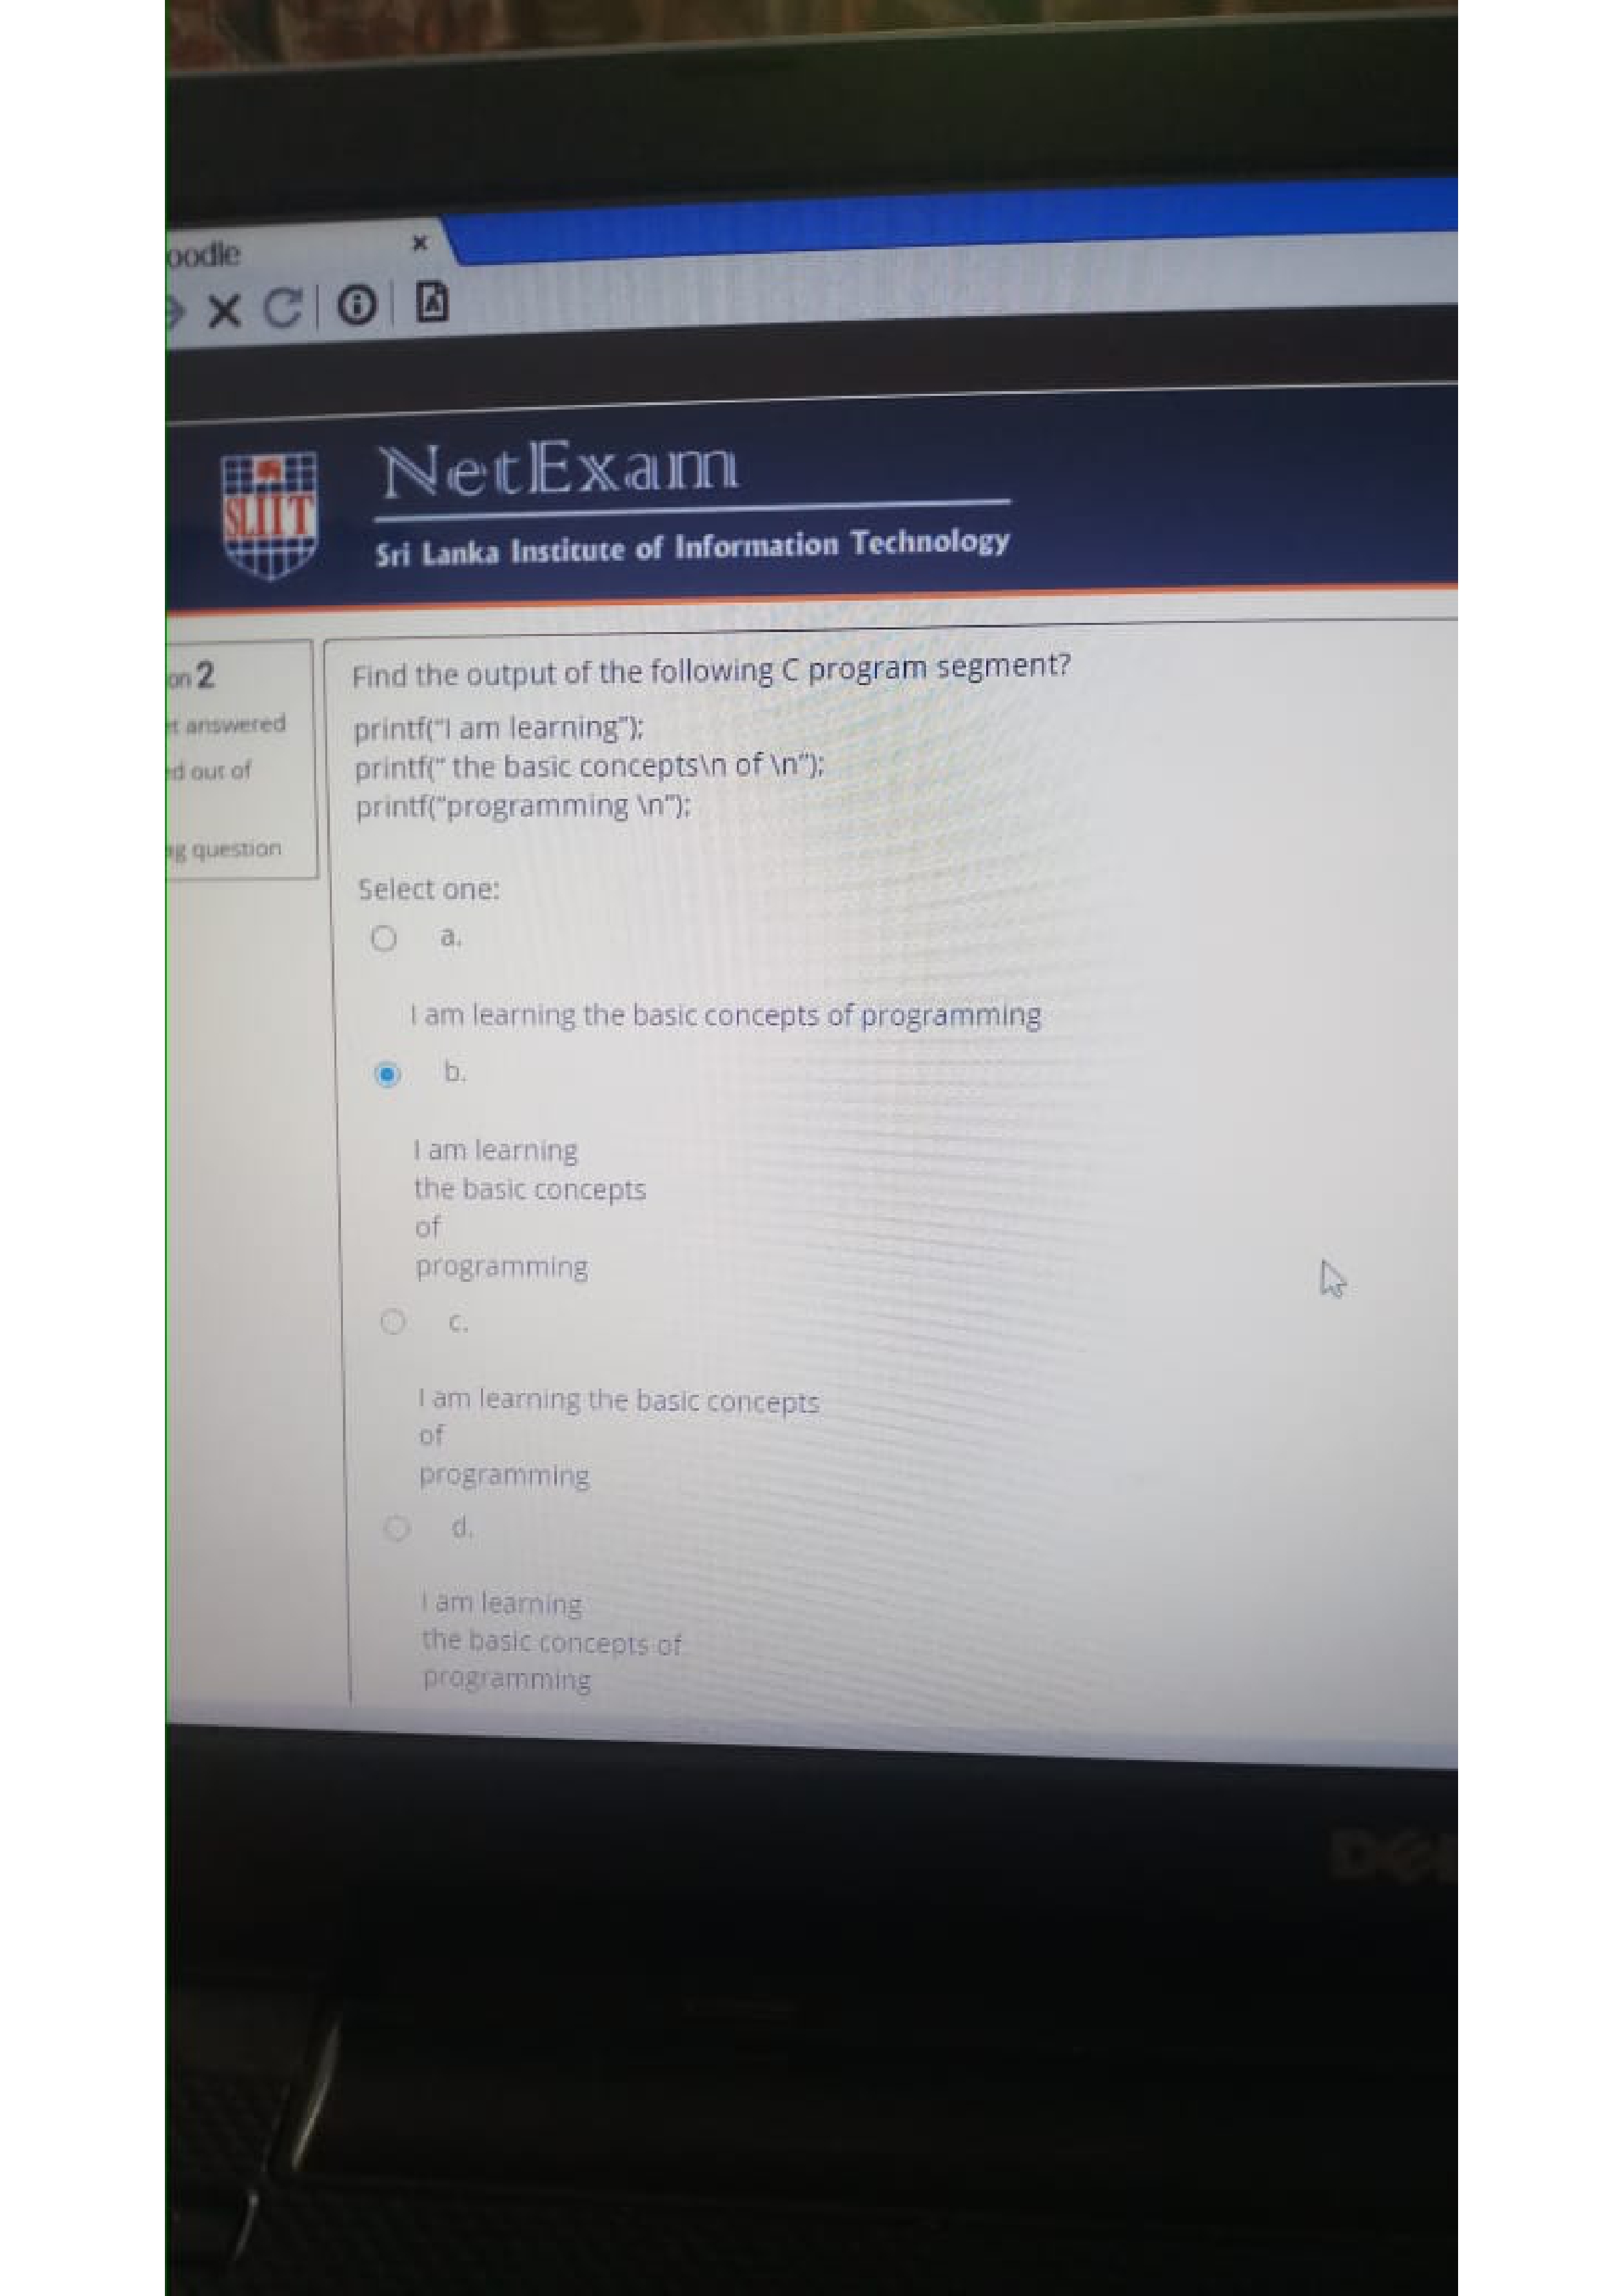 oodle
SLIIT
NetExam
Sri Lanka Institute of Information Technology
on 2
answered
d out of
question
Find the output of the following C program segment?
printf("I am learning");
printf(" the basic concepts\n of \n");
printf("programming \n");
Select one:
a.
I am learning the basic concepts of programming
b.
I am learning
the basic concepts
of
programming
c.
I am learning the basic concepts
of
programming
d.
I am learning
the basic concepts of
programming